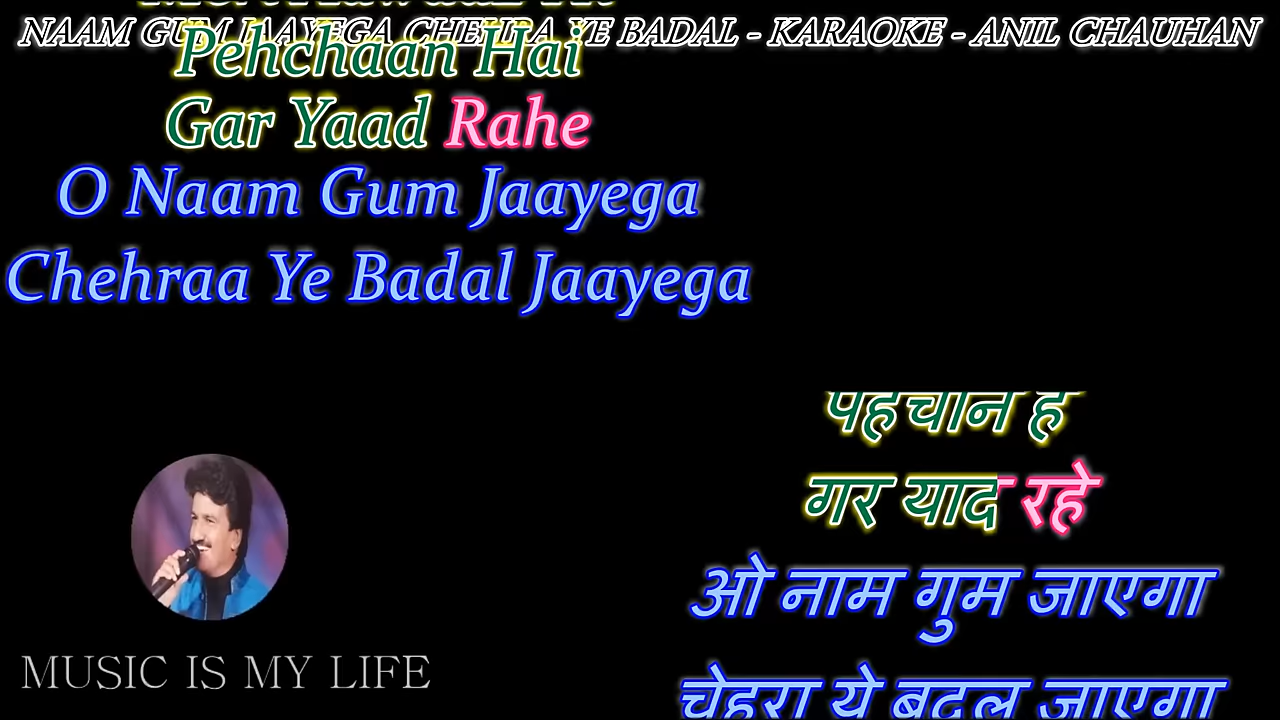 NAAM GUM JAAYEGA CHEHRA YE BADAL - KARAOKE - ANIL CHAUHAN
Pehchaan Hai
Gar Yaad Rahe
O Naam Gum Jaayega
Chehraa Ye Badal Jaayega
पहचान है
गर याद रहे
ओ नाम गुम जाएगा
चेहरा ये बदल जाएगा
MUSIC IS MY LIFE